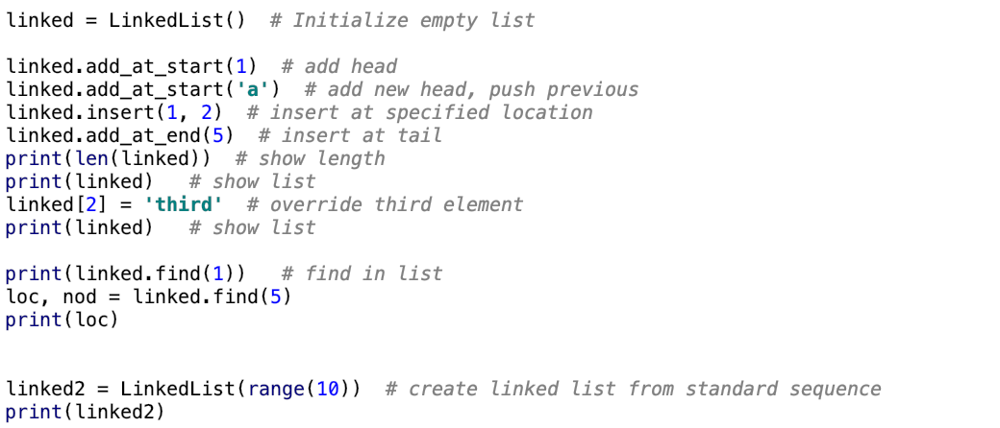 linked = LinkedList()  # Initialize empty list
linked.add_at_start(1)  # add head
linked.add_at_start('a')  # add new head, push previous
linked.insert(1, 2)  # insert at specified location
linked.add_at_end(5)  # insert at tail
print(len(linked))  # show length
print(linked)   # show list
linked[2] = 'third'  # override third element
print(linked)   # show list
print(linked.find(1))   # find in list
loc, nod = linked.find(5)
print(loc)
linked2 = LinkedList(range(10))  # create linked list from standard sequence
print(linked2)